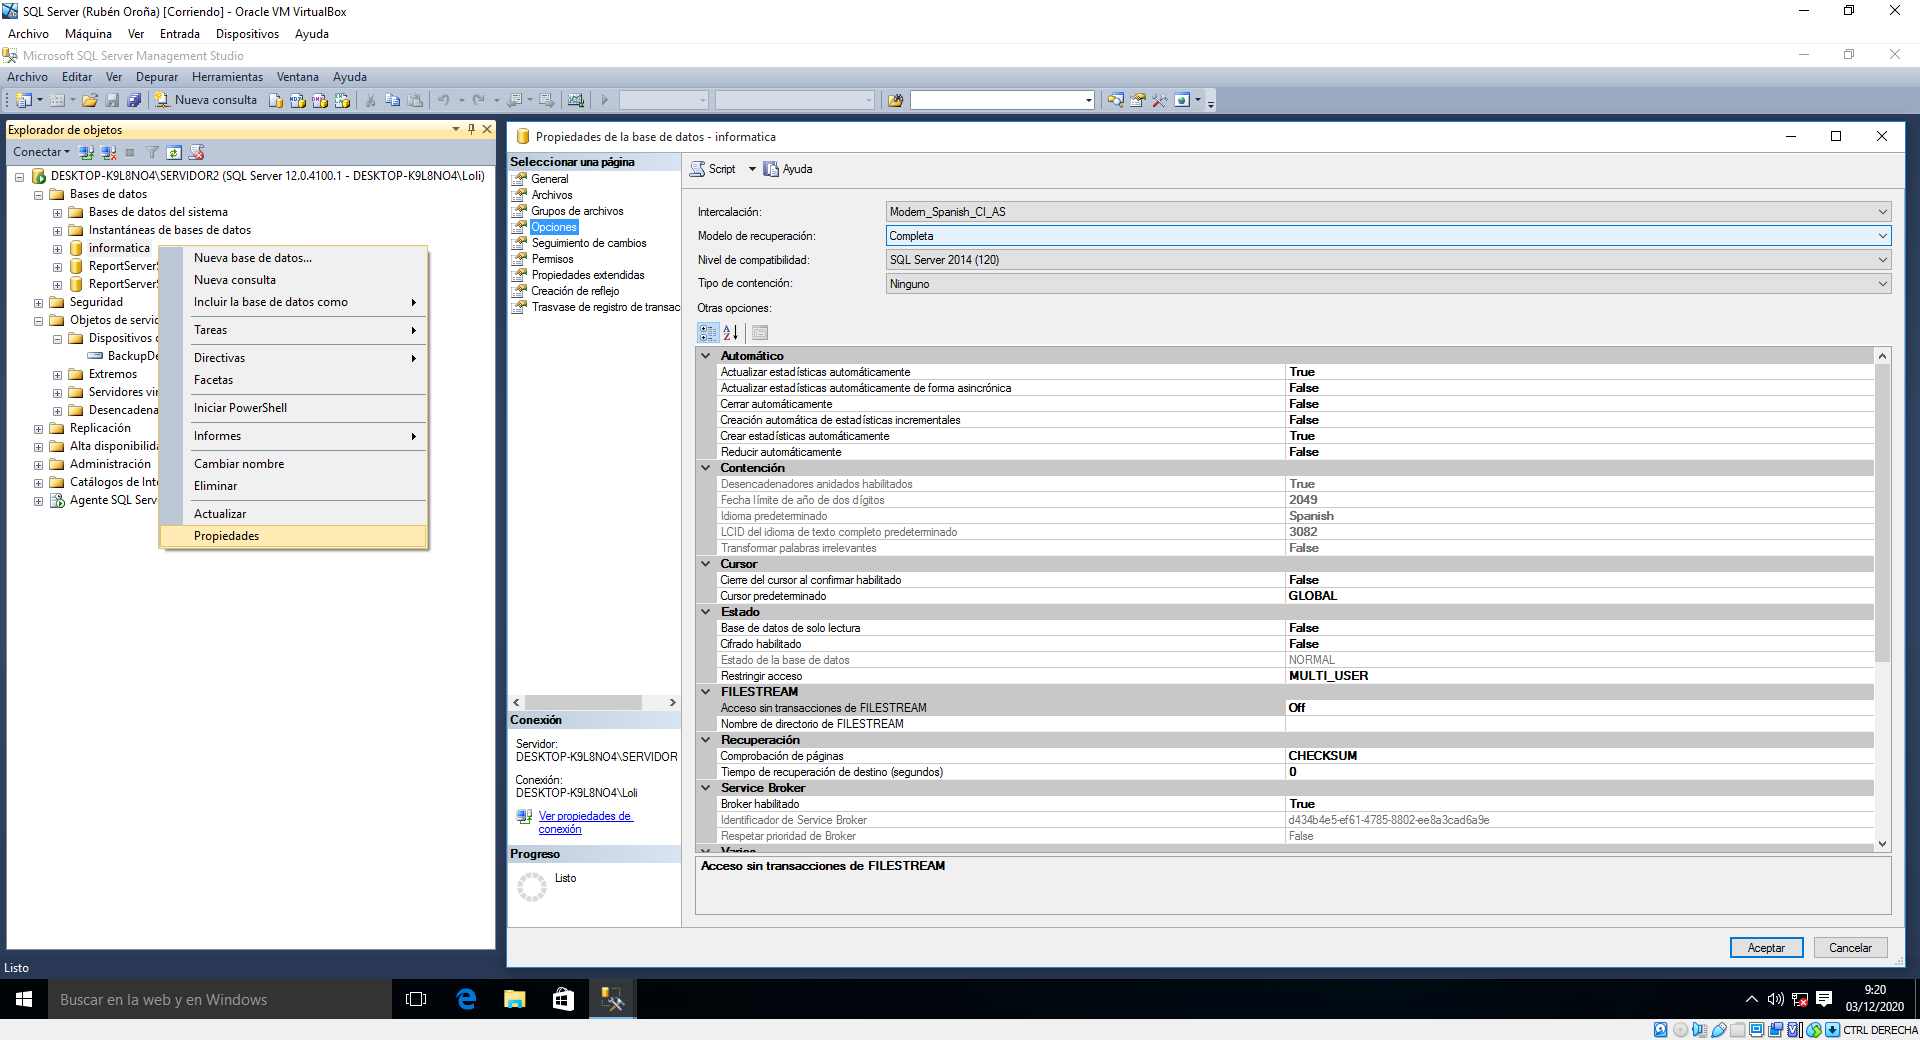 SQL Server (Rubén Oroña) [Corriendo] - Oracle VM VirtualBox
Archivo Máquina Ver Entrada Dispositivos Ayuda
Microsoft SQL Server Management Studio
Archivo Editar Ver Depurar Herramientas Ventana Ayuda
Nueva consulta
Explorador de objetos
Conectar
DESKTOP-K9L8NO4\SERVIDOR2 (SQL Server 12.0.4100.1 - DESKTOP-K9L8NO4\Loli)
Bases de datos
Bases de datos del sistema
Instantáneas de bases de datos
informatica
ReportServer
ReportServer
Seguridad
Objetos de servic
Dispositivos
BackupDe
Extremos
Servidores vin
Desencadena
Replicación
Alta disponibilida
Administración
Catálogos de Inte
Agente SQL Serv
Nueva base de datos...
Nueva consulta
Incluir la base de datos como
Tareas
Directivas
Facetas
Iniciar PowerShell
Informes
Cambiar nombre
Eliminar
Actualizar
Propiedades
Propiedades de la base de datos - informatica
Seleccionar una página
General
Archivos
Grupos de archivos
Opciones
Seguimiento de cambios
Permisos
Propiedades extendidas
Creación de reflejo
Trasvase de registro de transac
Conexión
Servidor:
DESKTOP-K9L8NO4\SERVIDOR
Conexión:
DESKTOP-K9L8NO4\Loli
Ver propiedades de
conexión
Progreso
Listo
Script Ayuda
Intercalación: Modern_Spanish_CI_AS
Modelo de recuperación: Completa
Nivel de compatibilidad: SQL Server 2014 (120)
Tipo de contención: Ninguno
Otras opciones:
Automático
Actualizar estadísticas automáticamente True
Actualizar estadísticas automáticamente de forma asincrónica False
Cerrar automáticamente False
Creación automática de estadísticas incrementales False
Crear estadísticas automáticamente True
Reducir automáticamente False
Contención
Desencadenadores anidados habilitados True
Fecha límite de año de dos dígitos 2049
Idioma predeterminado Spanish
LCID del idioma de texto completo predeterminado 3082
Transformar palabras irrelevantes False
Cursor
Cierre del cursor al confirmar habilitado False
Cursor predeterminado GLOBAL
Estado
Base de datos de solo lectura False
Cifrado habilitado False
Estado de la base de datos NORMAL
Restringir acceso MULTI_USER
FILESTREAM
Acceso sin transacciones de FILESTREAM Off
Nombre de directorio de FILESTREAM
Recuperación
Comprobación de páginas CHECKSUM
Tiempo de recuperación de destino (segundos) 0
Service Broker
Broker habilitado True
Identificador de Service Broker d434b4e5-ef61-4785-8802-ee8a3cad6a9e
Respetar prioridad de Broker False
Varios
Acceso sin transacciones de FILESTREAM
Aceptar Cancelar
Listo
Buscar en la web y en Windows
9:20
03/12/2020
CTRL DERECHA